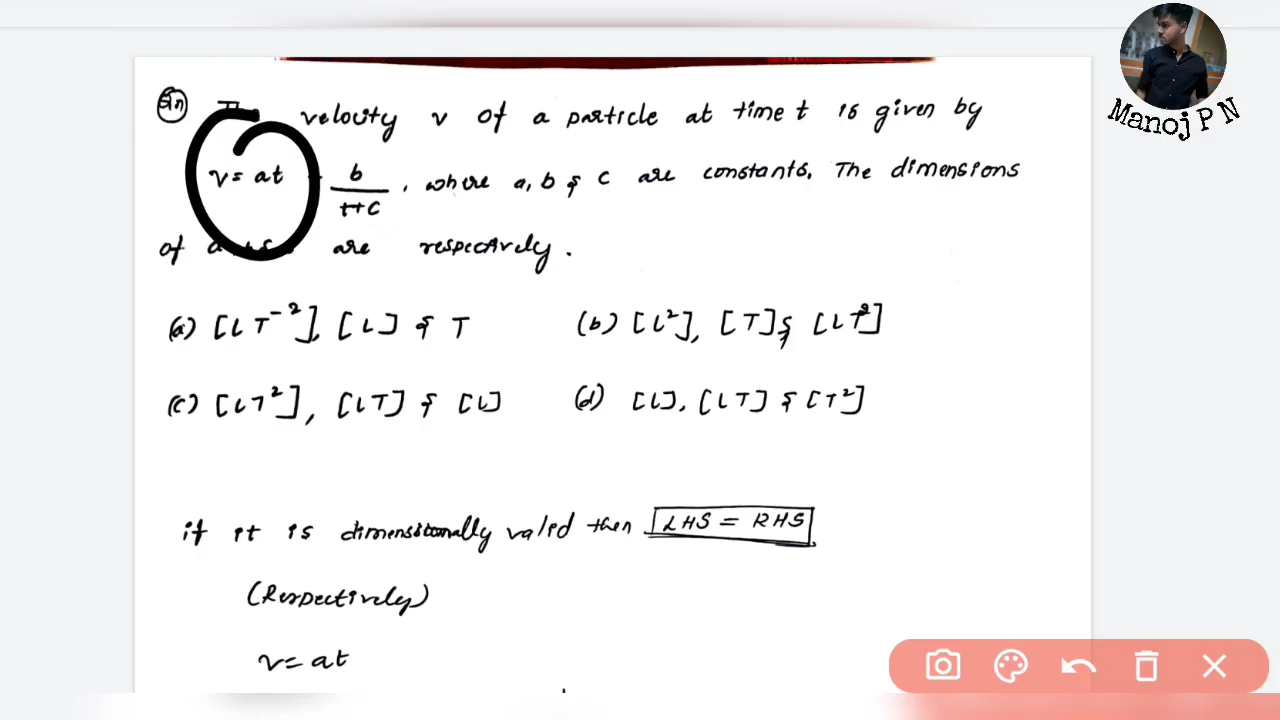 Manoj P N
velocity v of a particle at time t is given by
v = at b/t+c, where a, b & c are constants. The dimensions
of are respectively.
(a) [LT⁻²], [L] & T (b) [L²], [T] & [LT²]
(c) [LT²], [LT] & [L] (d) [L], [LT] & [T²]
if it is dimensionally valid then LHS = RHS
(Respectively)
v = at